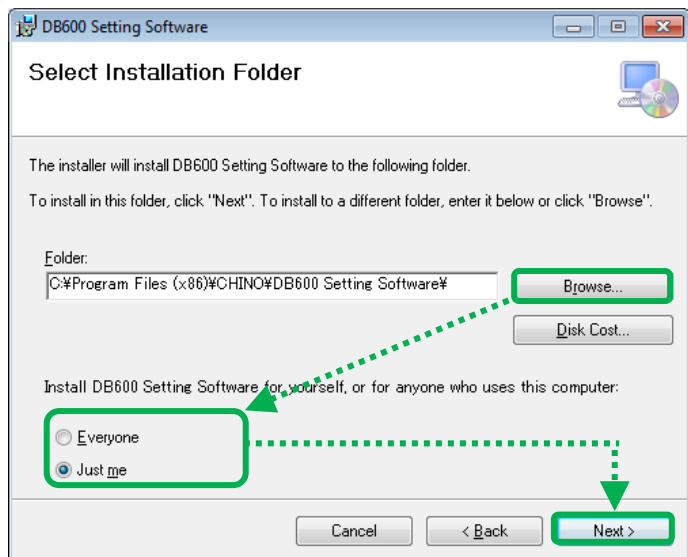 DB600 Setting Software
Select Installation Folder
The installer will install DB600 Setting Software to the following folder.
To install in this folder, click "Next". To install to a different folder, enter it below or click "Browse".
Folder:
C:¥Program Files (x86)¥CHINO¥DB600 Setting Software¥
Browse...
Disk Cost...
Install DB600 Setting Software for yourself, or for anyone who uses this computer:
Everyone
Just me
Cancel
< Back
Next >